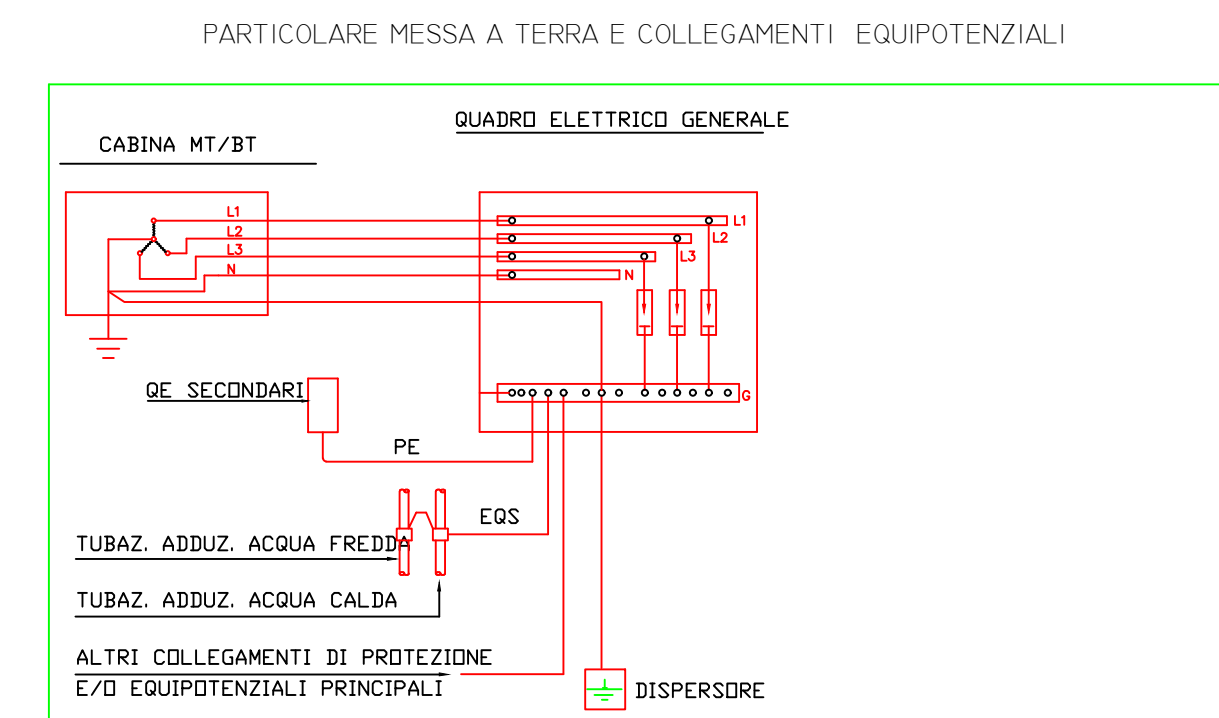 PARTICOLARE MESSA A TERRA E COLLEGAMENTI EQUIPOTENZIALI
QUADRO ELETTRICO GENERALE
CABINA MT/BT
L1
L2
L3
N
L1
L2
L3
N
G
QE SECONDARI
PE
EQS
TUBAZ. ADDUZ. ACQUA FREDDA
TUBAZ. ADDUZ. ACQUA CALDA
ALTRI COLLEGAMENTI DI PROTEZIONE
E/O EQUIPOTENZIALI PRINCIPALI
DISPERSORE